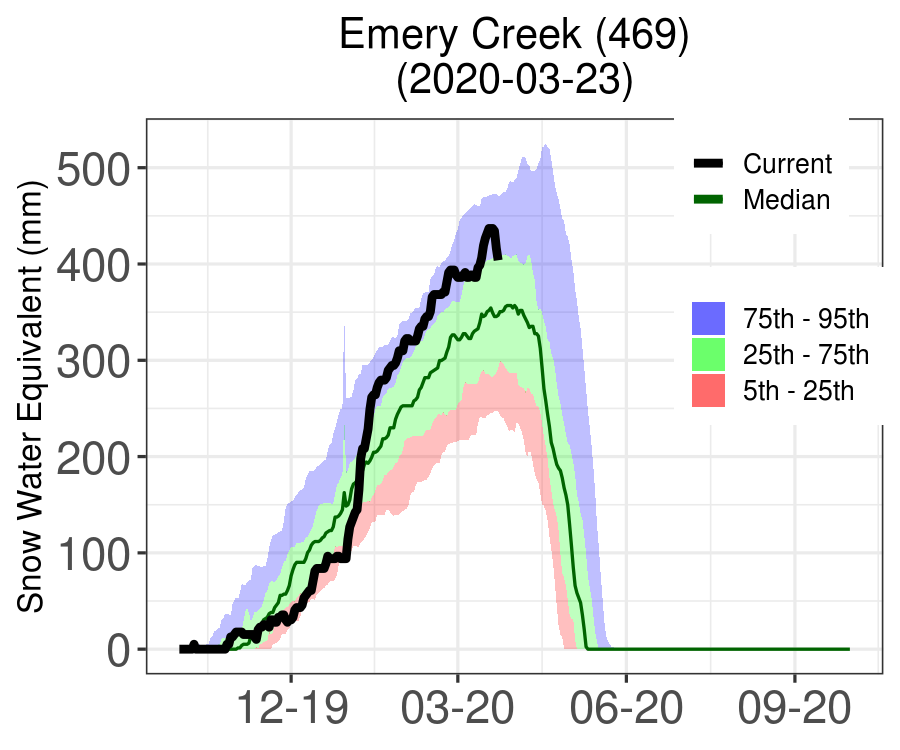 Emery Creek (469)
(2020-03-23)
Snow Water Equivalent (mm)
500
400
300
200
100
0
12-19
03-20
06-20
09-20
Current
Median
75th - 95th
25th - 75th
5th - 25th